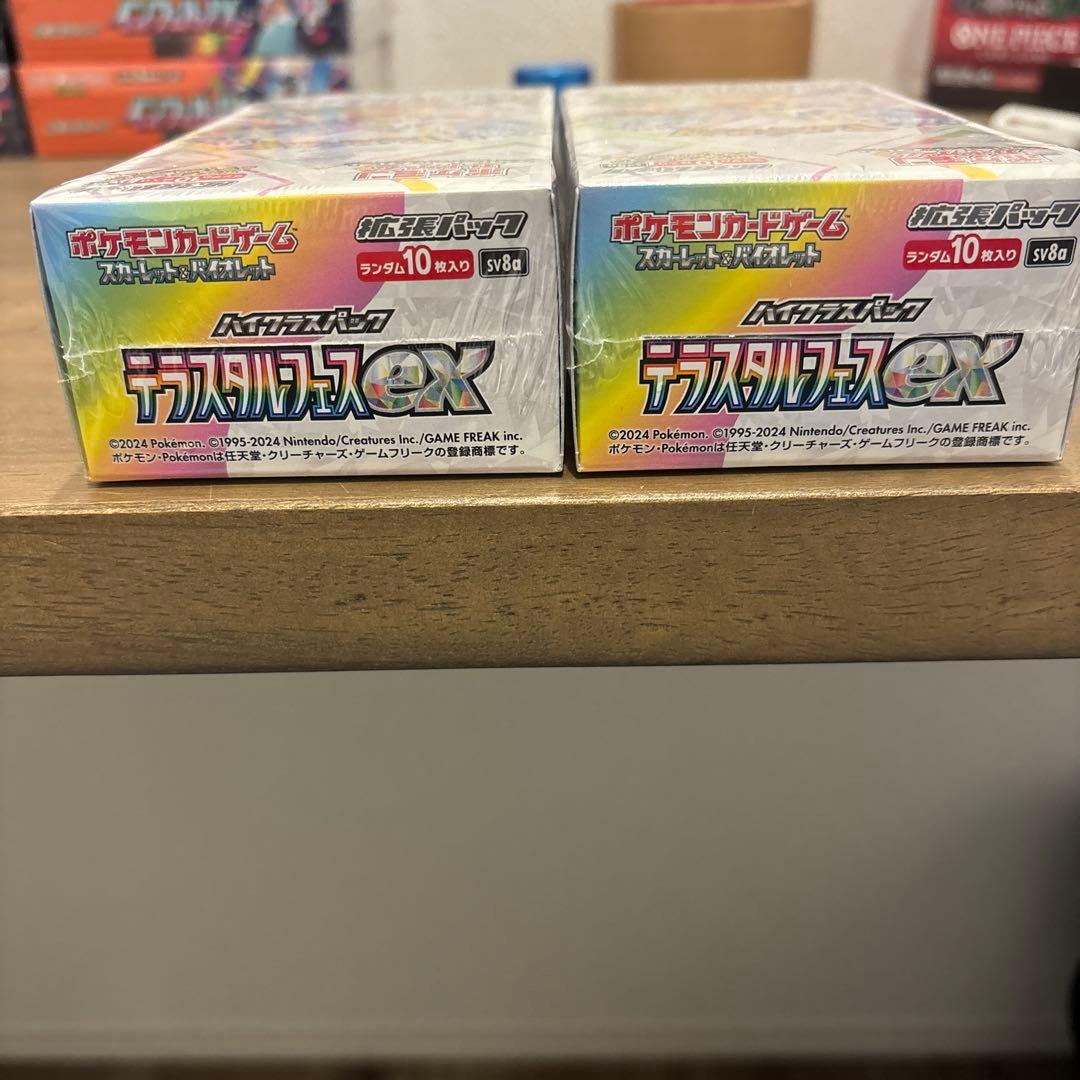 ONE PIECE
ポケモンカードゲーム™
スカーレット&バイオレット
拡張パック
ランダム10枚入り
SV8a
ハイクラスパック
テラスタルフェスex
©2024 Pokémon. ©1995-2024 Nintendo/Creatures Inc./GAME FREAK inc.
ポケモン・Pokémonは任天堂・クリーチャーズ・ゲームフリークの登録商標です。
ポケモンカードゲーム™
スカーレット&バイオレット
拡張パック
ランダム10枚入り
SV8a
ハイクラスパック
テラスタルフェスex
©2024 Pokémon. ©1995-2024 Nintendo/Creatures Inc./GAME FREAK inc.
ポケモン・Pokémonは任天堂・クリーチャーズ・ゲームフリークの登録商標です。